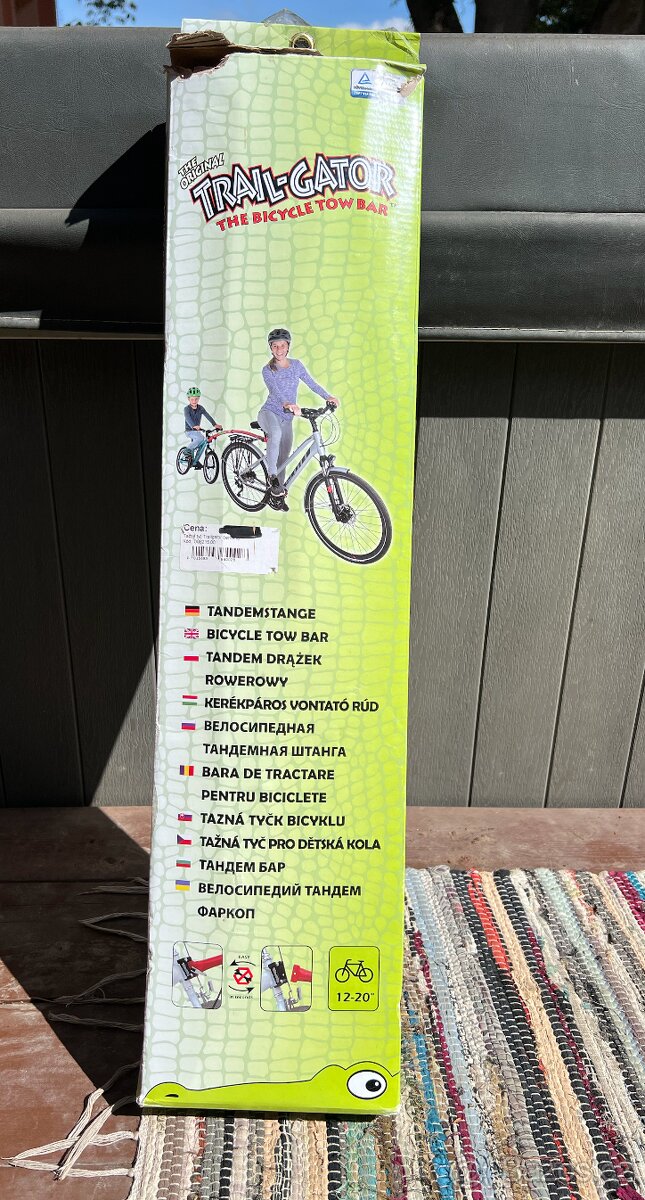 THE
ORIGINAL
TRAIL-GATOR
THE BICYCLE TOW BAR
Cena:
TANDEMSTANGE
BICYCLE TOW BAR
TANDEM DRĄŻEK
ROWEROWY
KERÉKPÁROS VONTATÓ RÚD
ВЕЛОСИПЕДНАЯ
ТАНДЕМНАЯ ШТАНГА
BARA DE TRACTARE
PENTRU BICICLETE
TAZNÁ TYČK BICYKLU
TAŽNÁ TYČ PRO DĚTSKÁ KOLA
ТАНДЕМ БАР
ВЕЛОСИПЕДИЙ ТАНДЕМ
ФАРКОП
EASY
12-20"